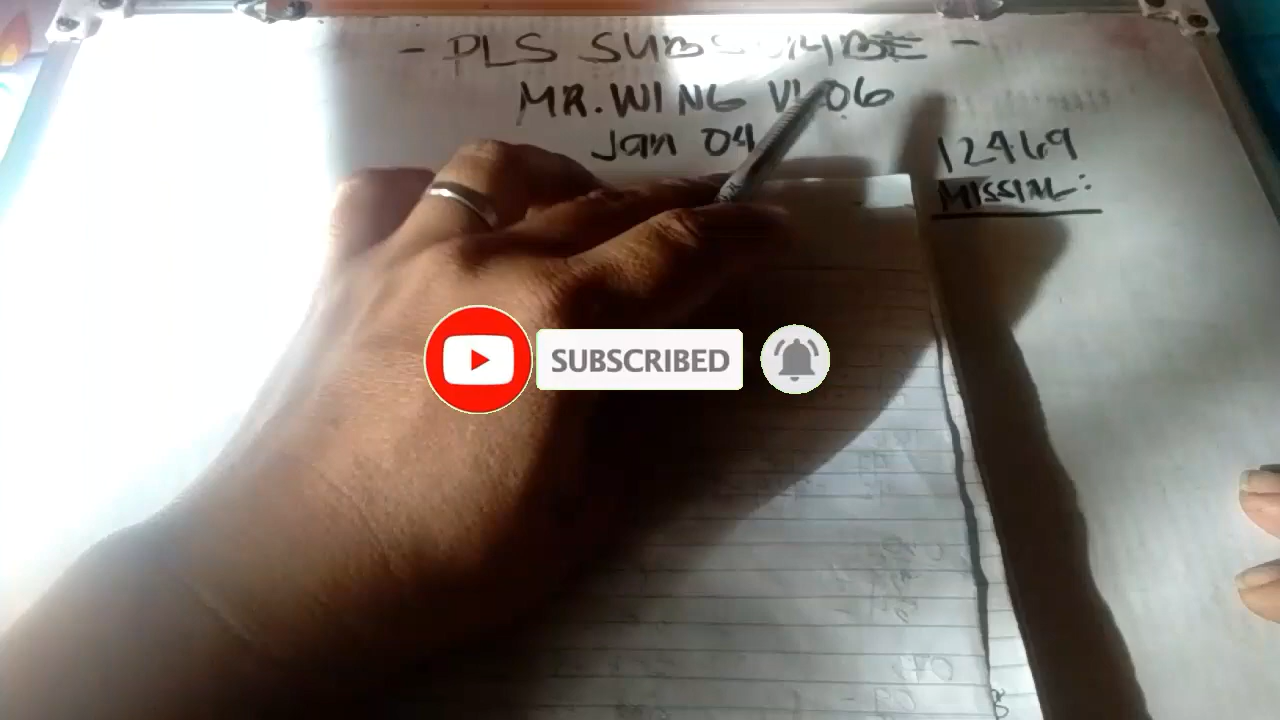 - PLS SUBSCRIBE -
MR. WING VLOG
Jan 04
12469
MISSING:
SUBSCRIBED